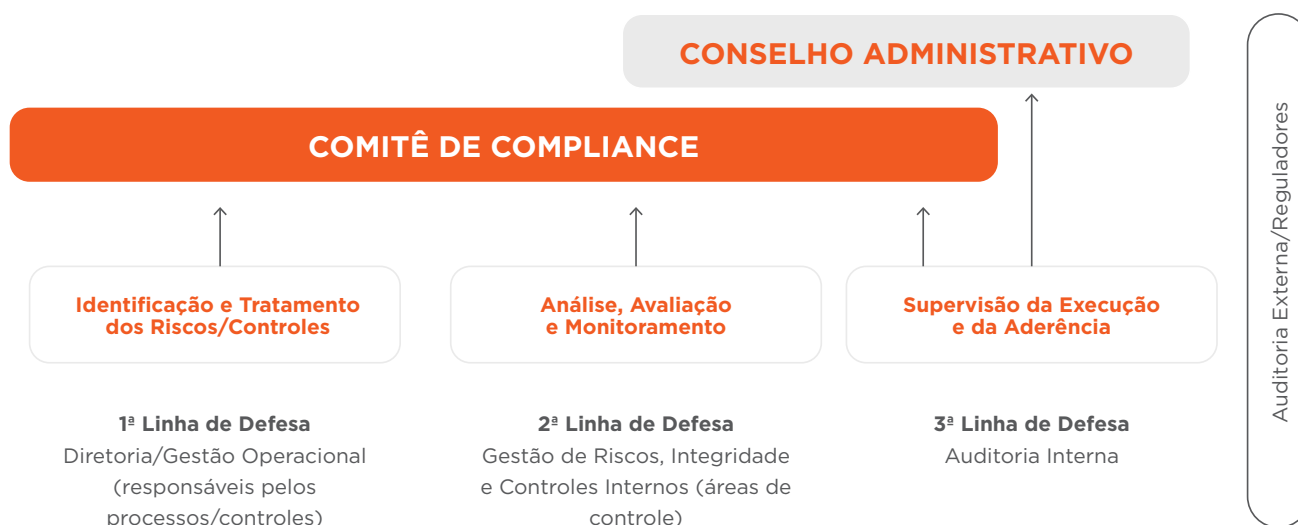 CONSELHO ADMINISTRATIVO
COMITÊ DE COMPLIANCE
Identificação e Tratamento
dos Riscos/Controles
Análise, Avaliação
e Monitoramento
Supervisão da Execução
e da Aderência
1ª Linha de Defesa
Diretoria/Gestão Operacional
(responsáveis pelos
processos/controles)
2ª Linha de Defesa
Gestão de Riscos, Integridade
e Controles Internos (áreas de
controle)
3ª Linha de Defesa
Auditoria Interna
Auditoria Externa/Reguladores